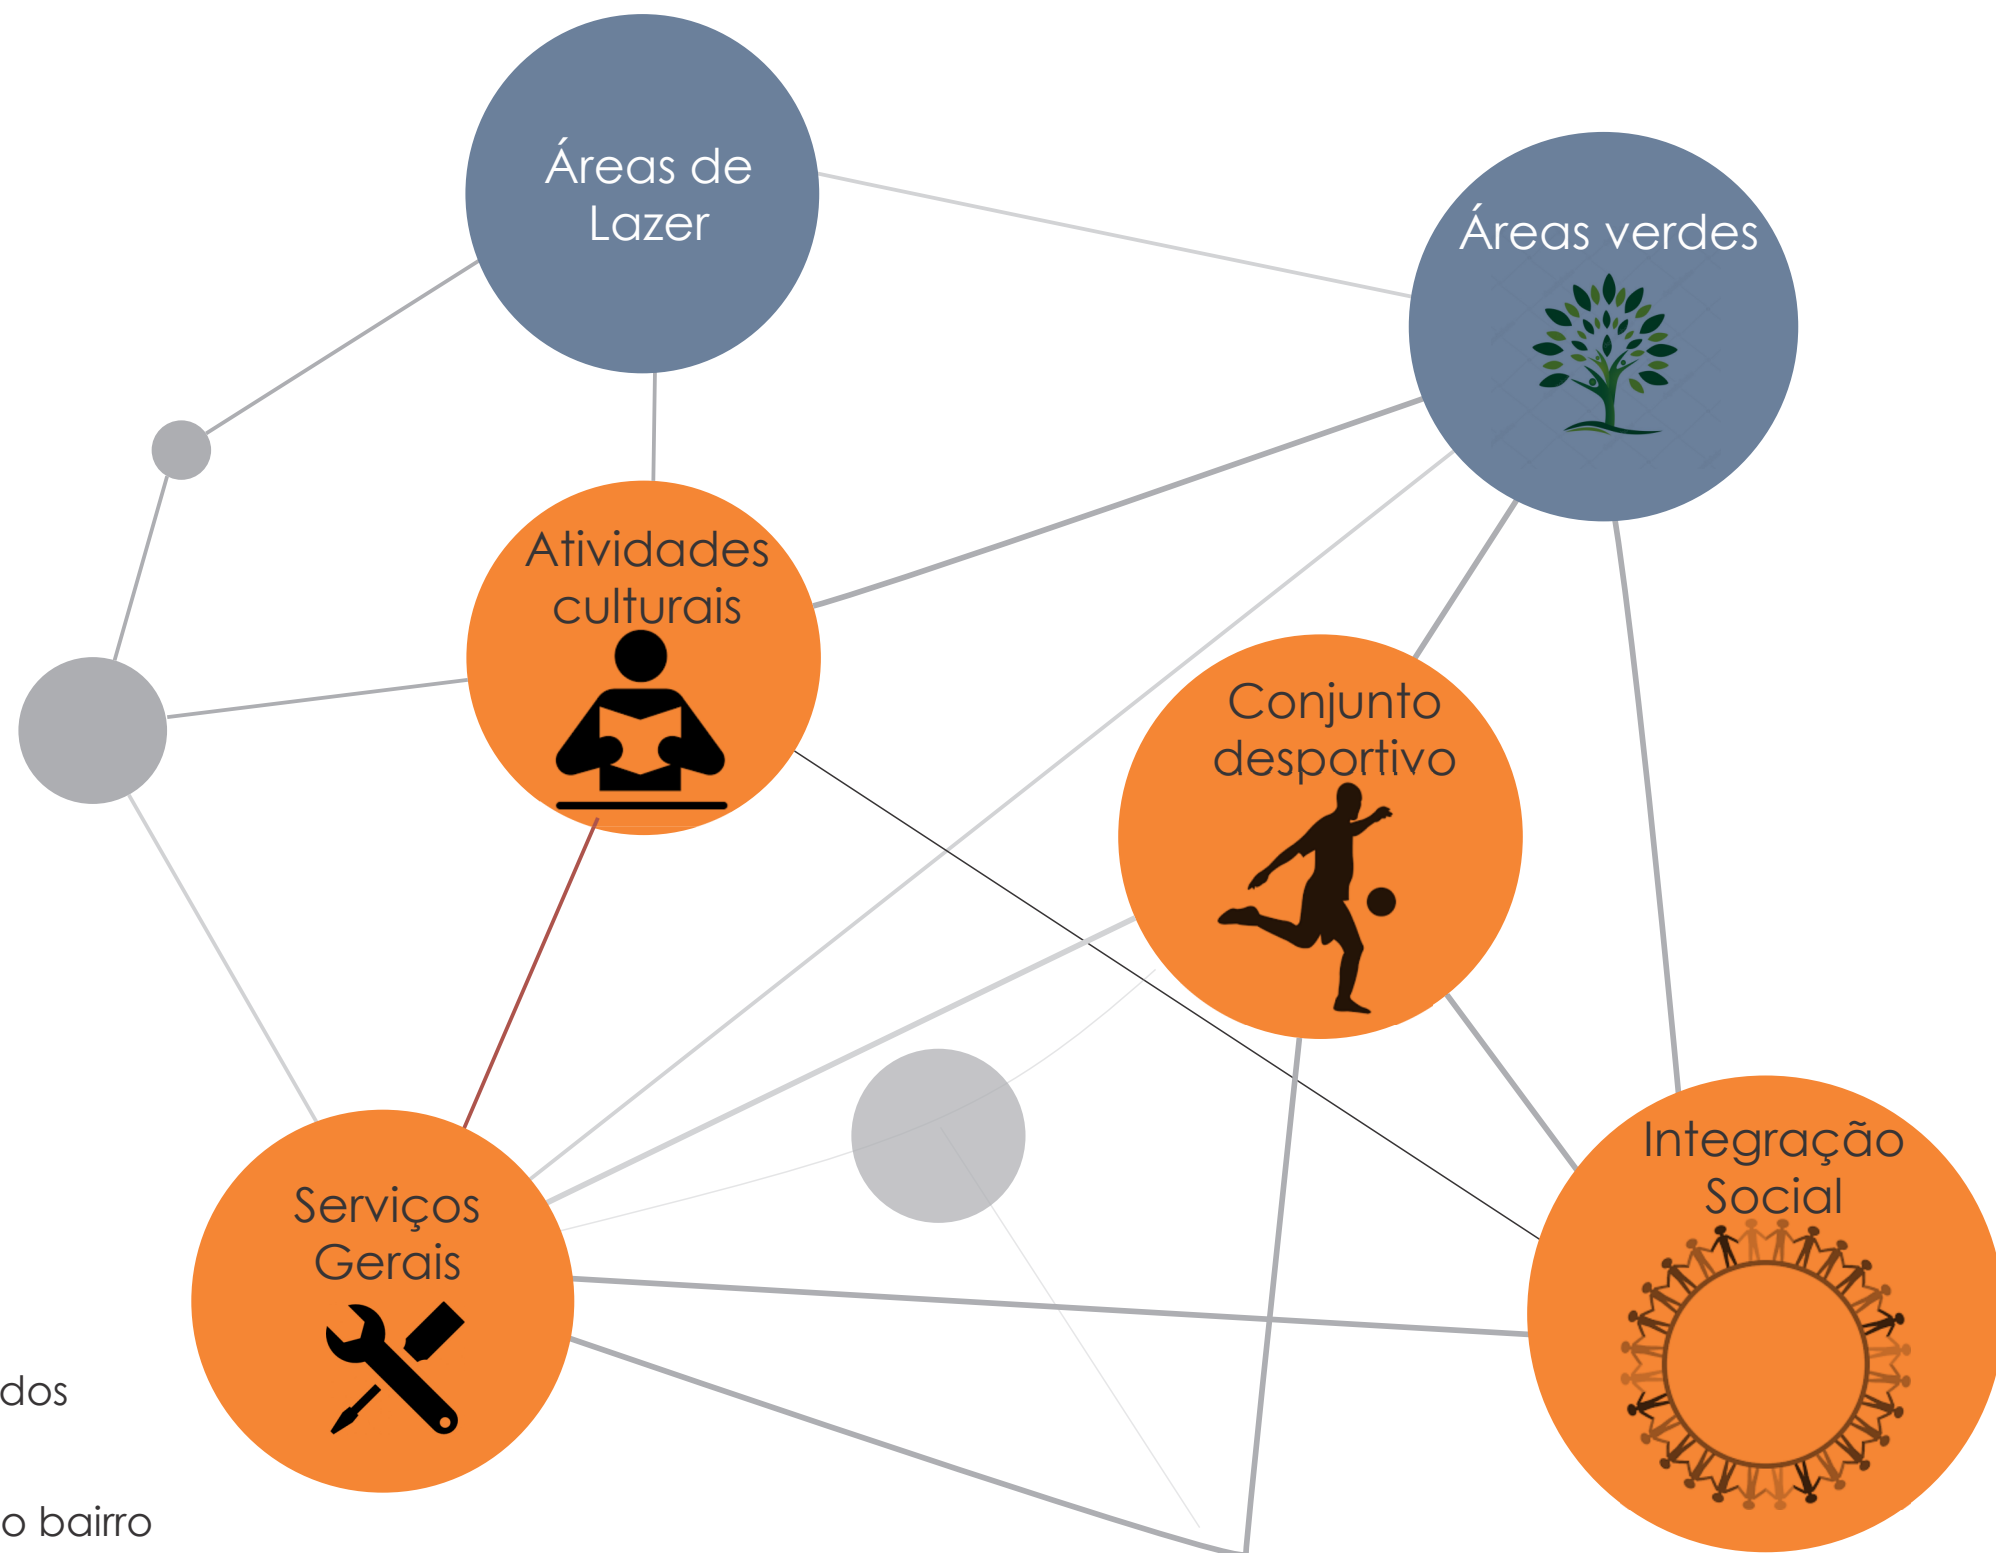 Áreas de
Lazer
Áreas verdes
Atividades
culturais
Conjunto
desportivo
Integração
Social
Serviços
Gerais
dos
o bairro